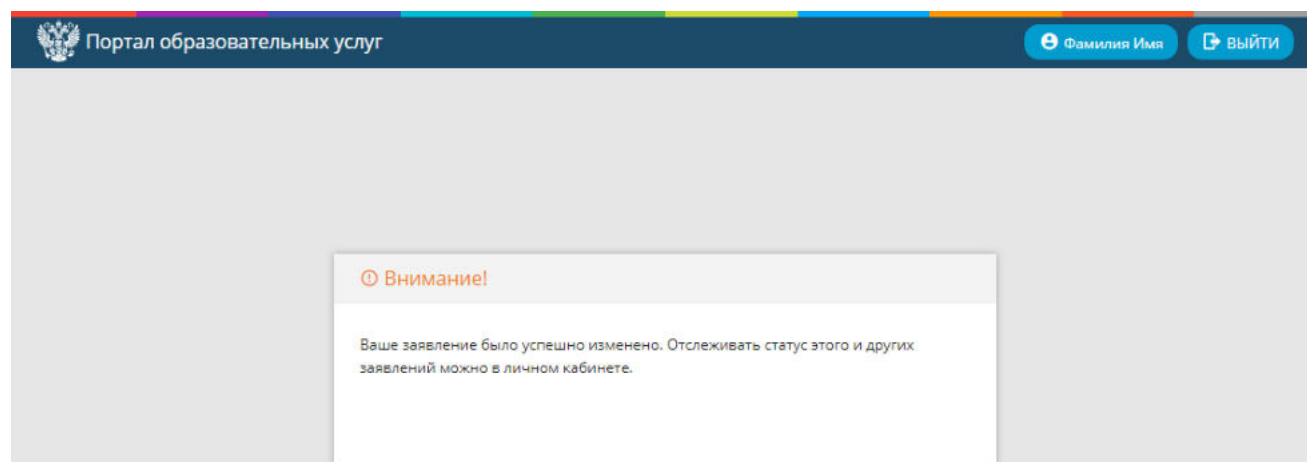 Портал образовательных услуг
Фамилия Имя
ВЫЙТИ
Внимание!
Ваше заявление было успешно изменено. Отслеживать статус этого и других
заявлений можно в личном кабинете.